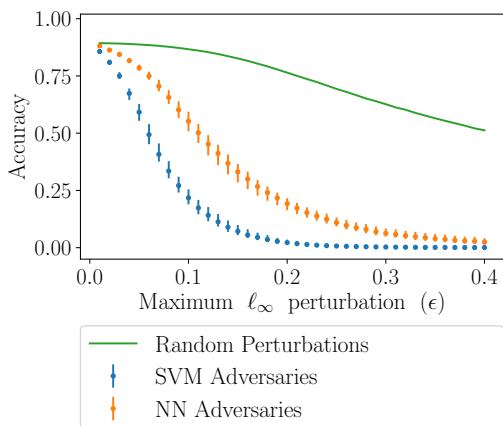 1.00
0.75
0.50
0.25
0.00
Accuracy
0.0 0.1 0.2 0.3 0.4
Maximum ℓ∞ perturbation (ϵ)
Random Perturbations
SVM Adversaries
NN Adversaries